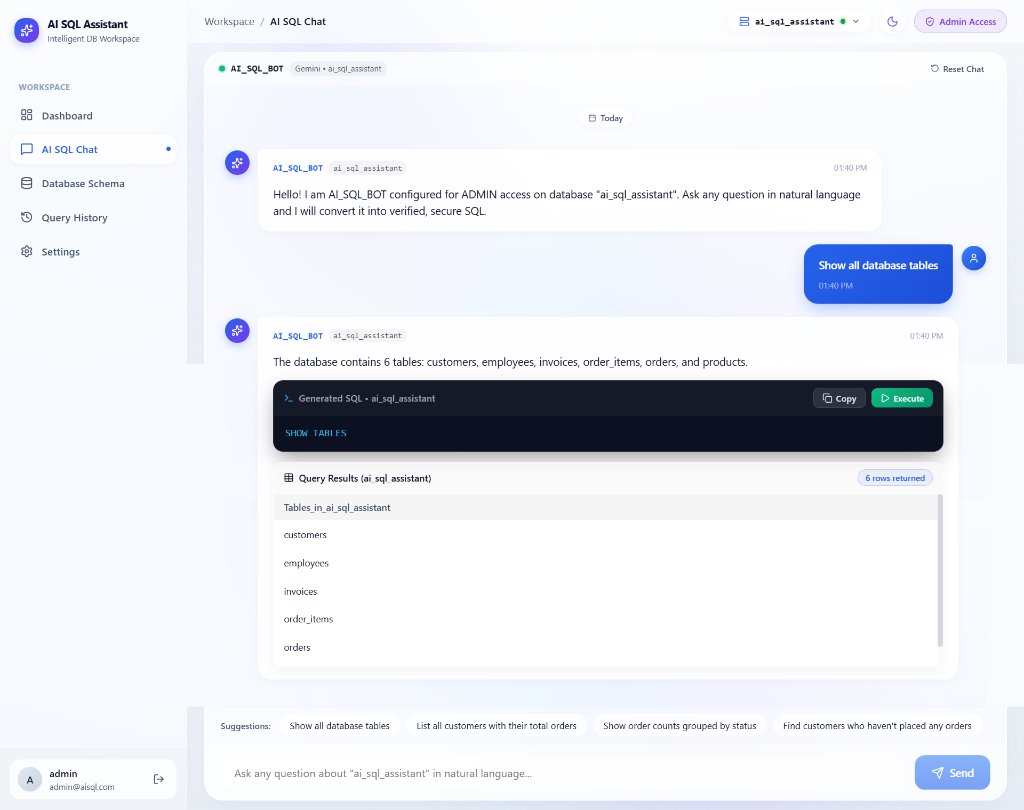 AI SQL Assistant
Intelligent DB Workspace
WORKSPACE
Dashboard
AI SQL Chat
Database Schema
Query History
Settings
A
admin
admin@aisql.com
Workspace / AI SQL Chat
ai_sql_assistant
Admin Access
AI_SQL_BOT
Gemini • ai_sql_assistant
Reset Chat
Today
AI_SQL_BOT ai_sql_assistant 01:40 PM
Hello! I am AI_SQL_BOT configured for ADMIN access on database "ai_sql_assistant". Ask any question in natural language
and I will convert it into verified, secure SQL.
Show all database tables
01:40 PM
AI_SQL_BOT ai_sql_assistant 01:40 PM
The database contains 6 tables: customers, employees, invoices, order_items, orders, and products.
Generated SQL • ai_sql_assistant
Copy
Execute
SHOW TABLES
Query Results (ai_sql_assistant)
6 rows returned
Tables_in_ai_sql_assistant
customers
employees
invoices
order_items
orders
Suggestions: Show all database tables List all customers with their total orders Show order counts grouped by status Find customers who haven't placed any orders
Ask any question about "ai_sql_assistant" in natural language...
Send